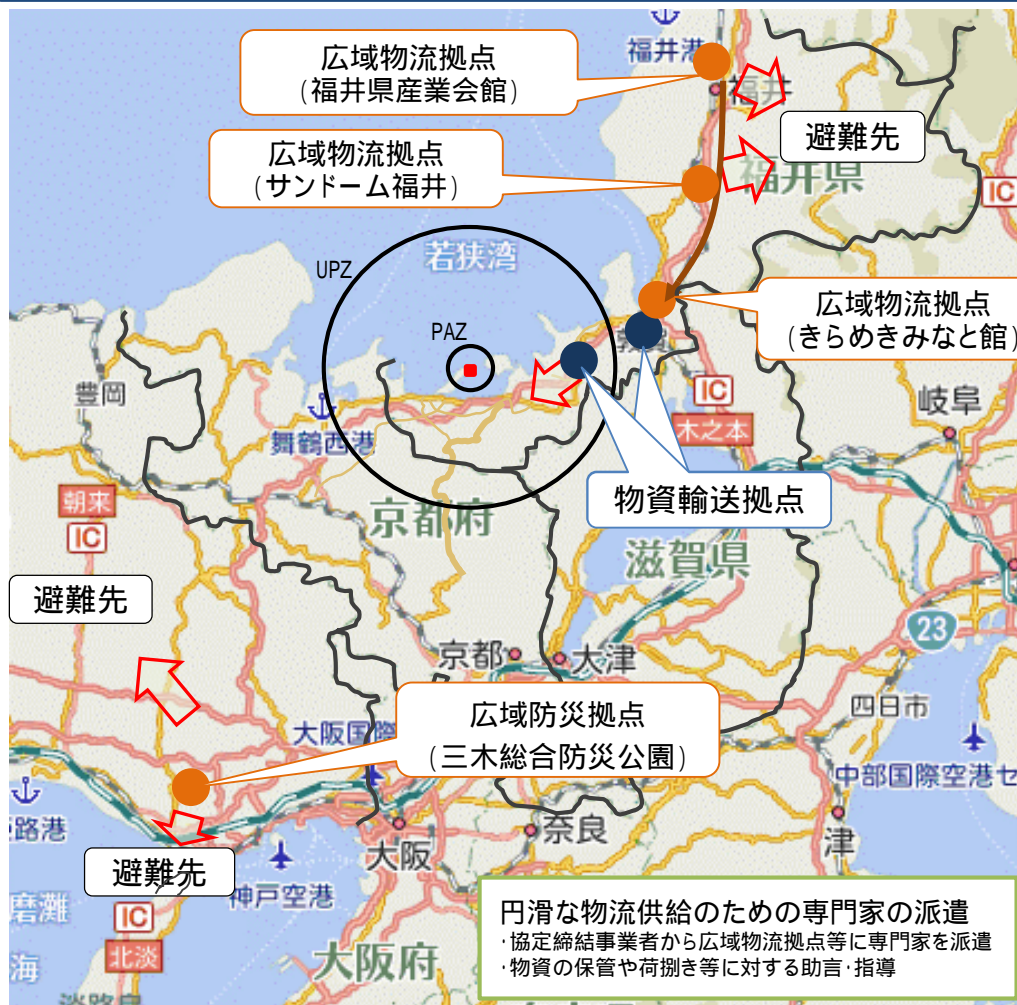 広域物流拠点
(福井県産業会館)
福井港
福井
避難先
広域物流拠点
(サンドーム福井)
福井県
IC
UPZ
若狭湾
PAZ
広域物流拠点
(きらめきみなと館)
豊岡
舞鶴西港
IC
木之本
岐阜
物資輸送拠点
朝来
IC
京都府
滋賀県
避難先
23
京都
大津
広域防災拠点
(三木総合防災公園)
大阪国際
四日市
中部国際空港セ
路港
避難先
大阪
奈良
津
神戸空港
磨灘
IC
北淡
海
大阪府
淡路島
円滑な物流供給のための専門家の派遣
・協定締結事業者から広域物流拠点等に専門家を派遣
・物資の保管や荷捌き等に対する助言・指導